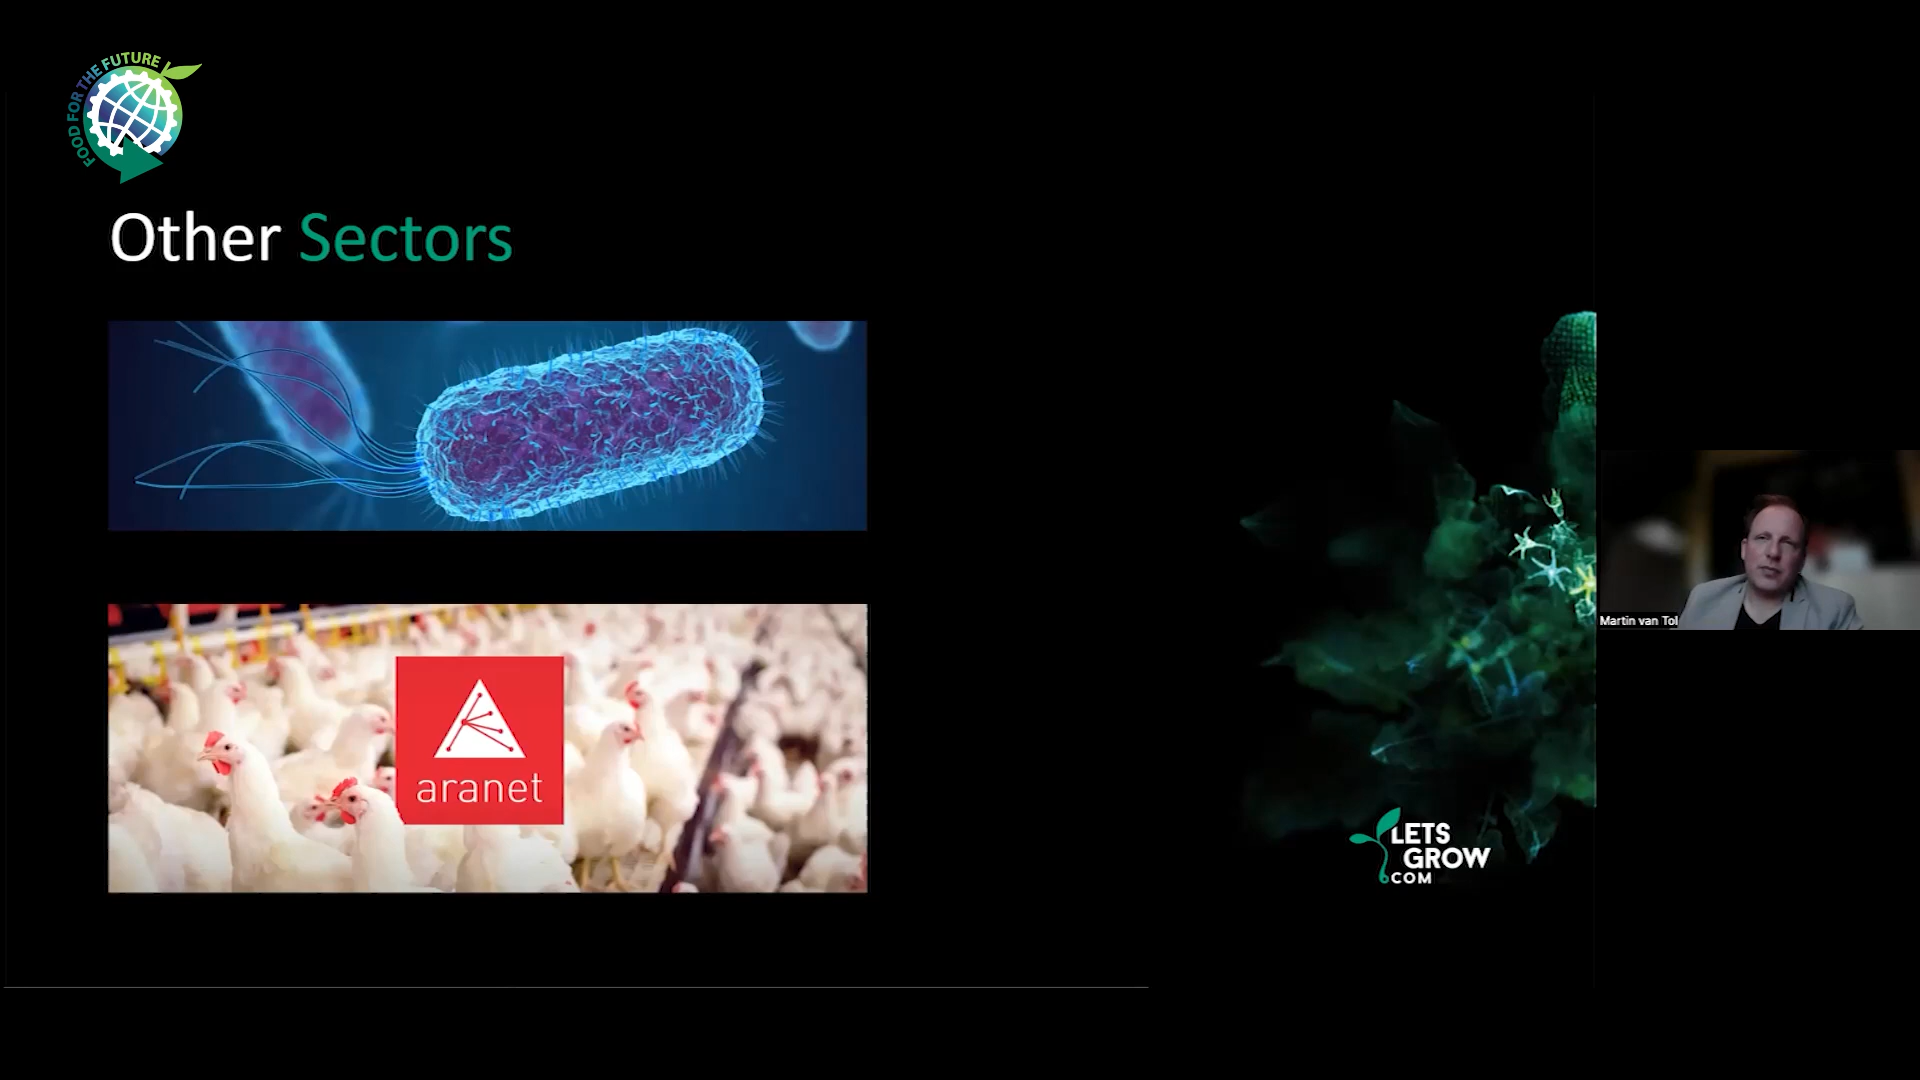 FOOD FOR THE FUTURE
Other Sectors
aranet
Martin van Tol
LETS
GROW
.COM